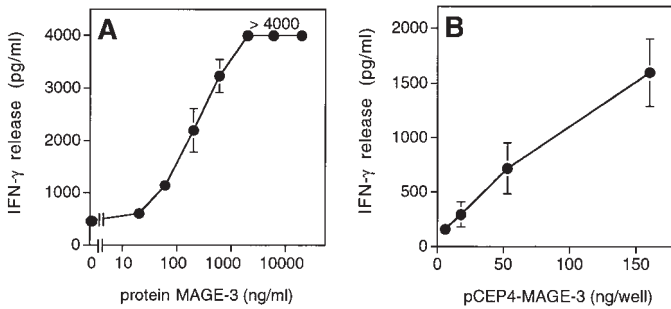 A
> 4000
IFN-γ release (pg/ml)
4000
3000
2000
1000
0
0 10 100 1000 10000
protein MAGE-3 (ng/ml)
B
IFN-γ release (pg/ml)
2000
1500
1000
500
0
0 50 100 150
pCEP4-MAGE-3 (ng/well)